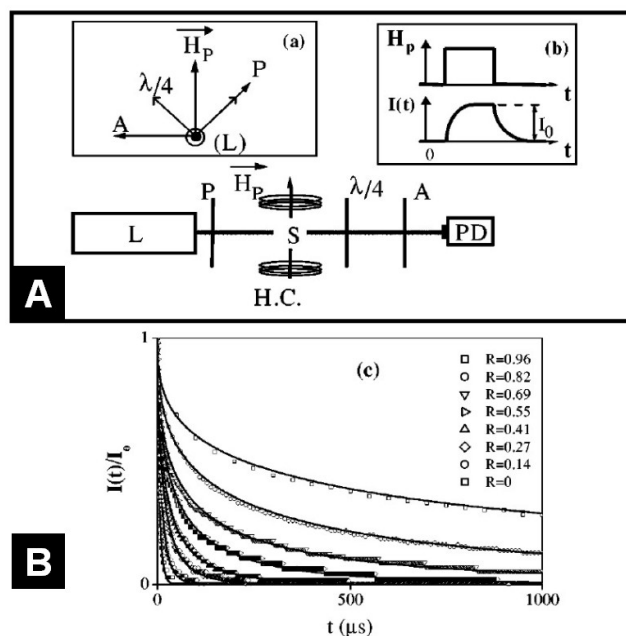 H_P
(a)
λ/4
P
A
(L)
H_p
(b)
t
I(t)
I_0
0
t
H_P
P
λ/4
A
L
S
PD
H.C.
A
1
(c)
R=0.96
R=0.82
R=0.69
R=0.55
R=0.41
R=0.27
R=0.14
R=0
I(t)/I_o
0
0
500
1000
t (μs)
B